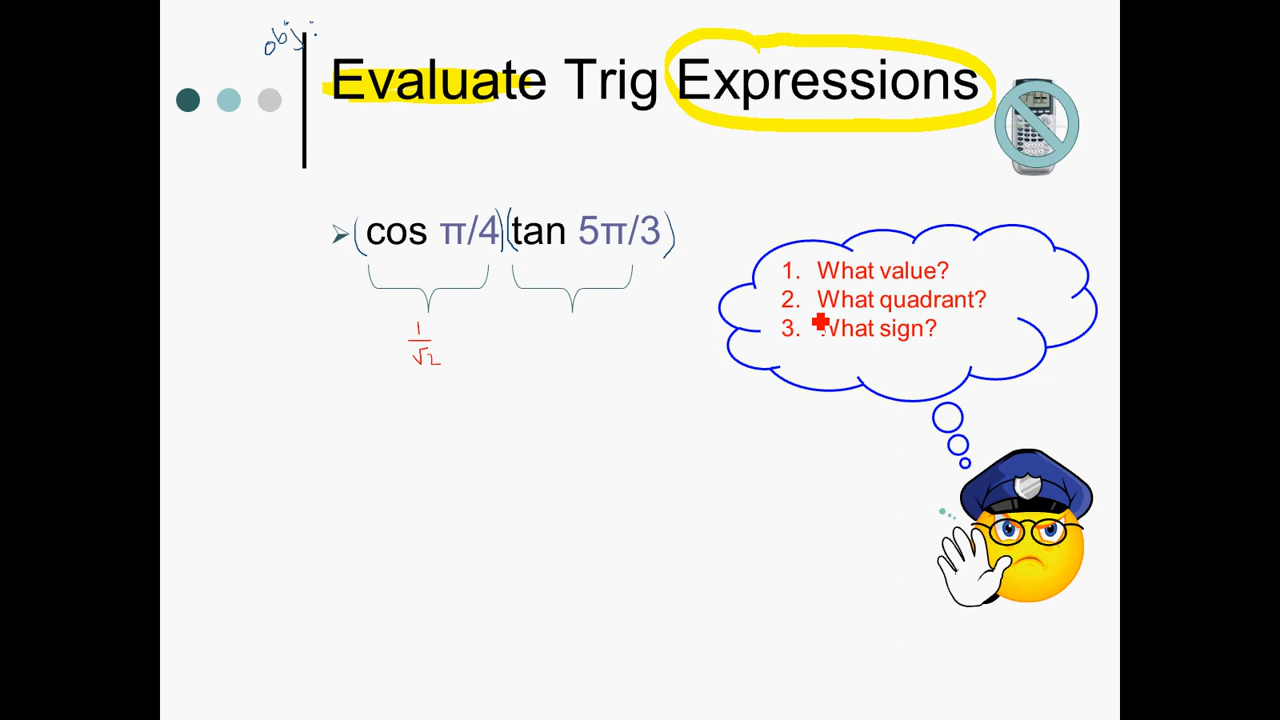 obj:
Evaluate Trig Expressions
(cos π/4)(tan 5π/3)
1. What value?
2. What quadrant?
3. What sign?
1/√2